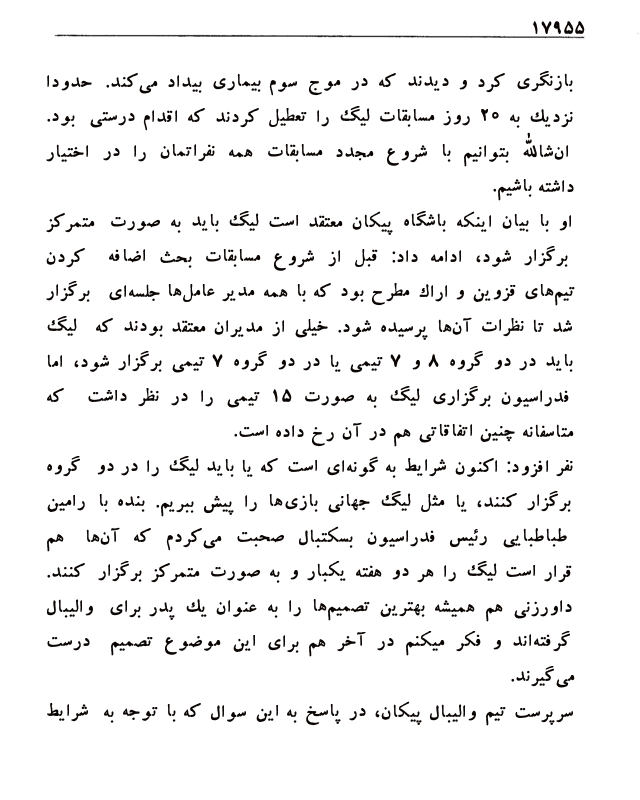 ۱۷۹۵۵
بازنگری کرد و دیدند که در موج سوم بیماری بیداد می‌کند. حدودا
نزدیك به ۲۰ روز مسابقات لیگ را تعطیل کردند که اقدام درستی بود.
ان‌شالله بتوانیم با شروع مجدد مسابقات همه نفراتمان را در اختیار
داشته باشیم.
او با بیان اینکه باشگاه پیکان معتقد است لیگ باید به صورت متمرکز
برگزار شود، ادامه داد: قبل از شروع مسابقات بحث اضافه کردن
تیم‌های قزوین و اراك مطرح بود که با همه مدیر عامل‌ها جلسه‌ای برگزار
شد تا نظرات آن‌ها پرسیده شود. خیلی از مدیران معتقد بودند که لیگ
باید در دو گروه ۸ و ۷ تیمی یا در دو گروه ۷ تیمی برگزار شود، اما
فدراسیون برگزاری لیگ به صورت ۱۵ تیمی را در نظر داشت که
متاسفانه چنین اتفاقاتی هم در آن رخ داده است.
نفر افزود: اکنون شرایط به گونه‌ای است که یا باید لیگ را در دو گروه
برگزار کنند، یا مثل لیگ جهانی بازی‌ها را پیش ببریم. بنده با رامین
طباطبایی رئیس فدراسیون بسکتبال صحبت می‌کردم که آن‌ها هم
قرار است لیگ را هر دو هفته یکبار و به صورت متمرکز برگزار کنند.
داورزنی هم همیشه بهترین تصمیم‌ها را به عنوان یك پدر برای والیبال
گرفته‌اند و فکر میکنم در آخر هم برای این موضوع تصمیم درست
می‌گیرند.
سرپرست تیم والیبال پیکان، در پاسخ به این سوال که با توجه به شرایط